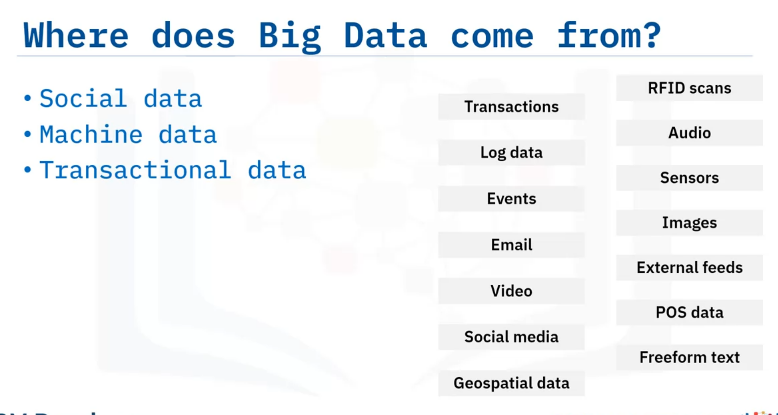 Where does Big Data come from?
• Social data
• Machine data
• Transactional data
Transactions
Log data
Events
Email
Video
Social media
Geospatial data
RFID scans
Audio
Sensors
Images
External feeds
POS data
Freeform text